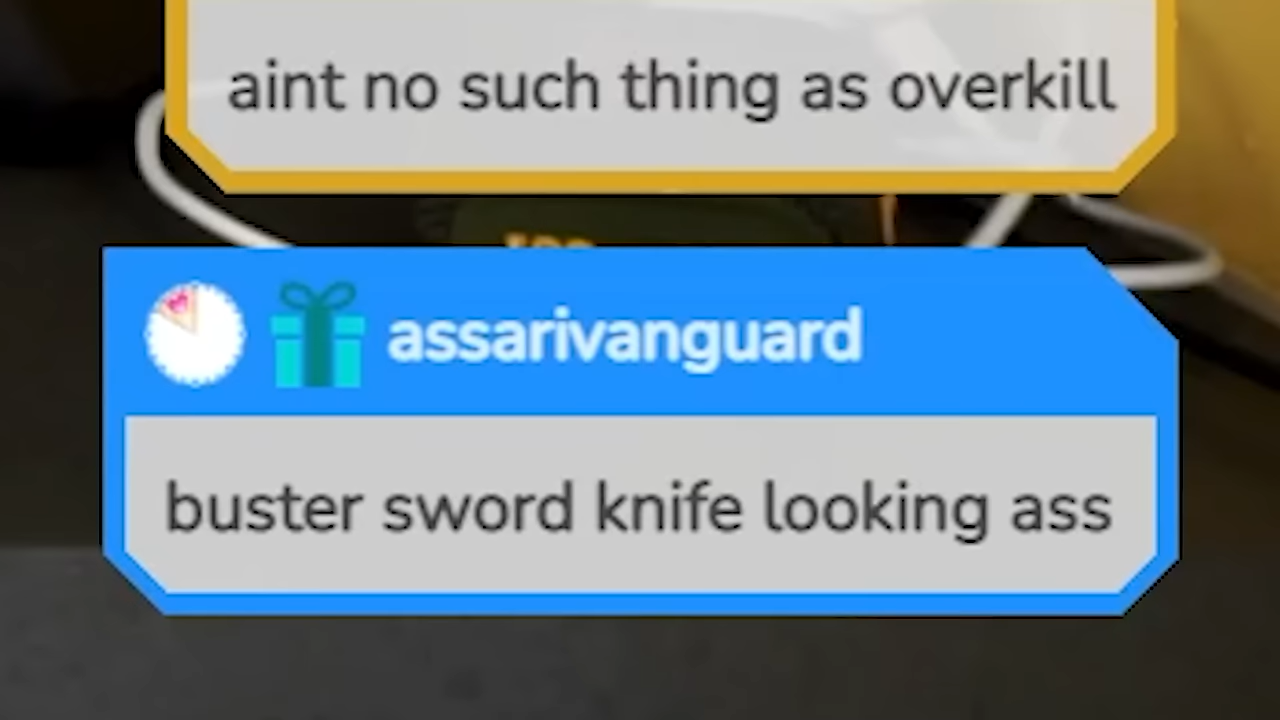 aint no such thing as overkill
assarivanguard
buster sword knife looking ass